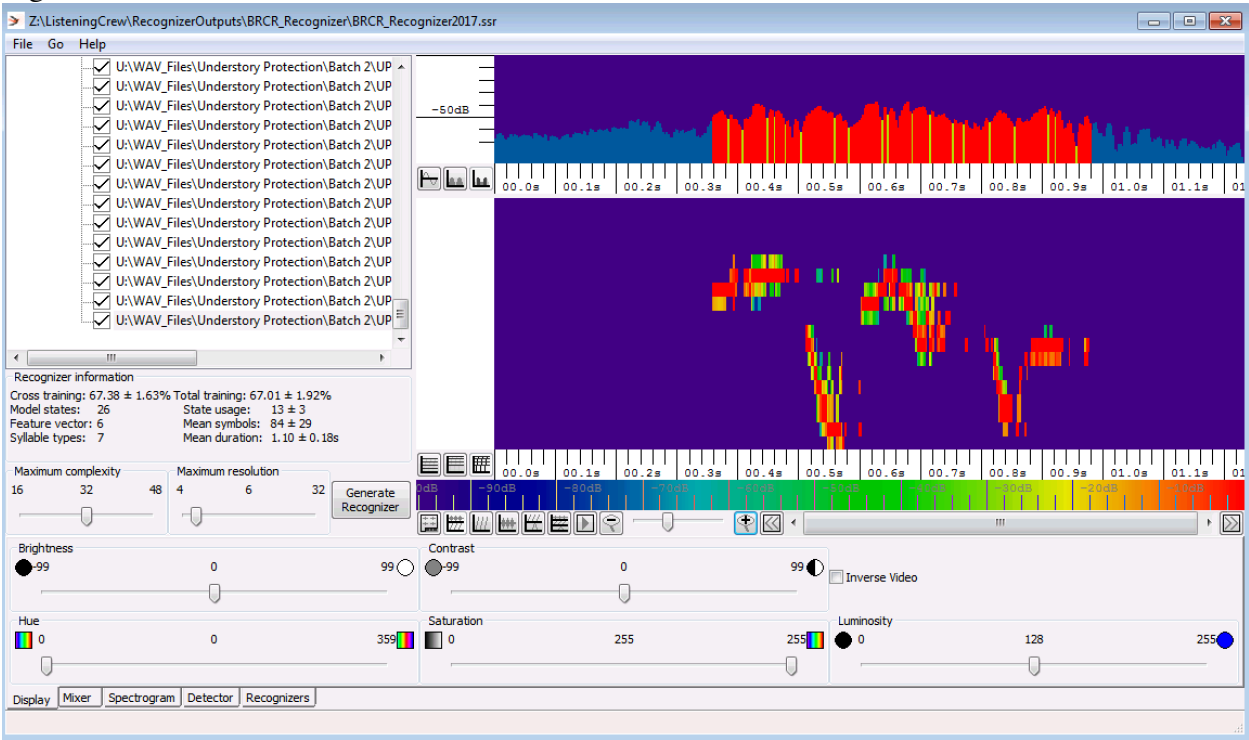 Z:\ListeningCrew\RecognizerOutputs\BRCR_Recognizer\BRCR_Recognizer2017.ssr
File Go Help
U:\WAV_Files\Understory Protection\Batch 2\UP
U:\WAV_Files\Understory Protection\Batch 2\UP
U:\WAV_Files\Understory Protection\Batch 2\UP
U:\WAV_Files\Understory Protection\Batch 2\UP
U:\WAV_Files\Understory Protection\Batch 2\UP
U:\WAV_Files\Understory Protection\Batch 2\UP
U:\WAV_Files\Understory Protection\Batch 2\UP
U:\WAV_Files\Understory Protection\Batch 2\UP
U:\WAV_Files\Understory Protection\Batch 2\UP
U:\WAV_Files\Understory Protection\Batch 2\UP
U:\WAV_Files\Understory Protection\Batch 2\UP
U:\WAV_Files\Understory Protection\Batch 2\UP
U:\WAV_Files\Understory Protection\Batch 2\UP
U:\WAV_Files\Understory Protection\Batch 2\UP
Recognizer information
Cross training: 67.38 ± 1.63% Total training: 67.01 ± 1.92%
Model states: 26 State usage: 13 ± 3
Feature vector: 6 Mean symbols: 84 ± 29
Syllable types: 7 Mean duration: 1.10 ± 0.18s
Maximum complexity
16 32 48
Maximum resolution
4 6 32
Generate
Recognizer
-50dB
00.0s 00.1s 00.2s 00.3s 00.4s 00.5s 00.6s 00.7s 00.8s 00.9s 01.0s 01.1s 01
00.0s 00.1s 00.2s 00.3s 00.4s 00.5s 00.6s 00.7s 00.8s 00.9s 01.0s 01.1s 01
0dB -90dB -80dB -70dB -30dB -20dB
Brightness
-99 0 99
Contrast
-99 0 99
Inverse Video
Hue
0 0 359
Saturation
0 255 255
Luminosity
0 128 255
Display Mixer Spectrogram Detector Recognizers